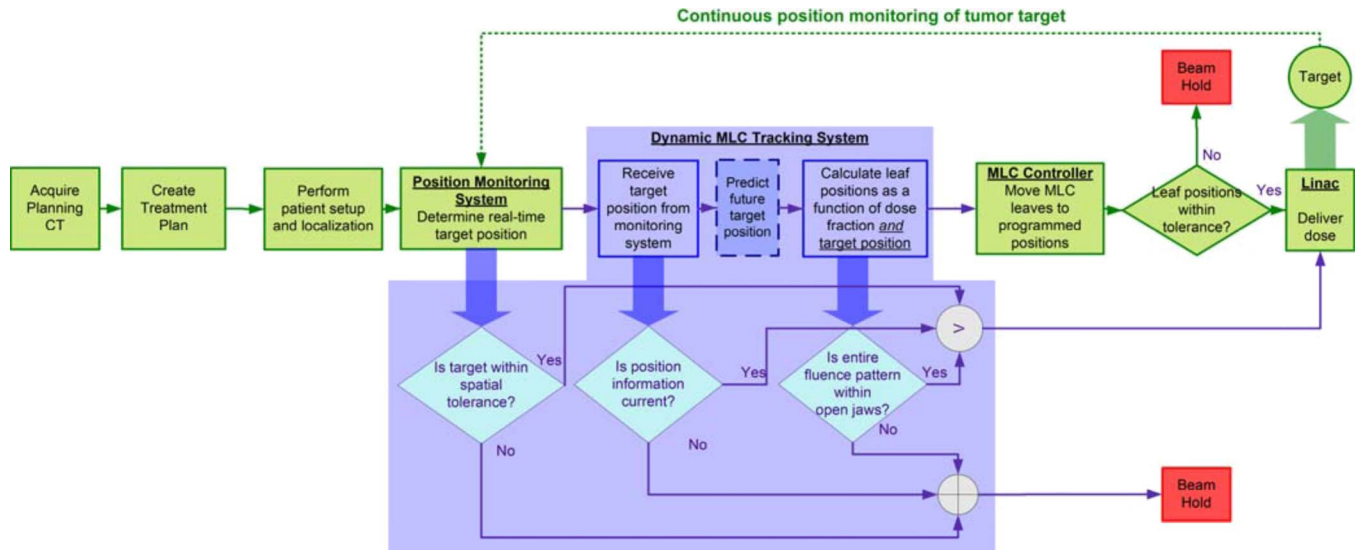 Continuous position monitoring of tumor target
Beam
Hold
Target
Dynamic MLC Tracking System
No
Acquire
Planning
CT
Create
Treatment
Plan
Perform
patient setup
and localization
Position Monitoring
System
Determine real-time
target position
Receive
target
position from
monitoring
system
Predict
future
target
position
Calculate leaf
positions as a
function of dose
fraction and
target position
MLC Controller
Move MLC
leaves to
programmed
positions
Leaf positions
within
tolerance?
Yes
Linac
Deliver
dose
Is target within
spatial
tolerance?
Yes
No
Is position
information
current?
Yes
No
Is entire
fluence pattern
within
open jaws?
Yes
No
>
Beam
Hold